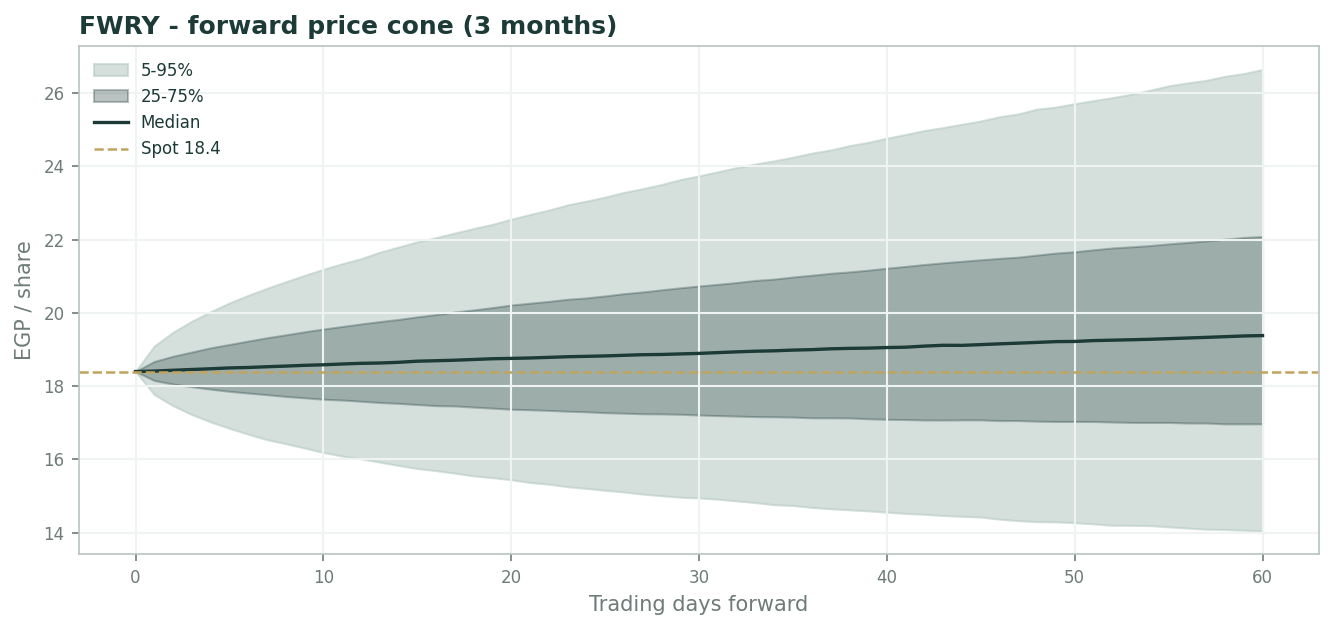 FWRY - forward price cone (3 months)
5-95%
25-75%
Median
Spot 18.4
EGP / share
26
24
22
20
18
16
14
0 10 20 30 40 50 60
Trading days forward